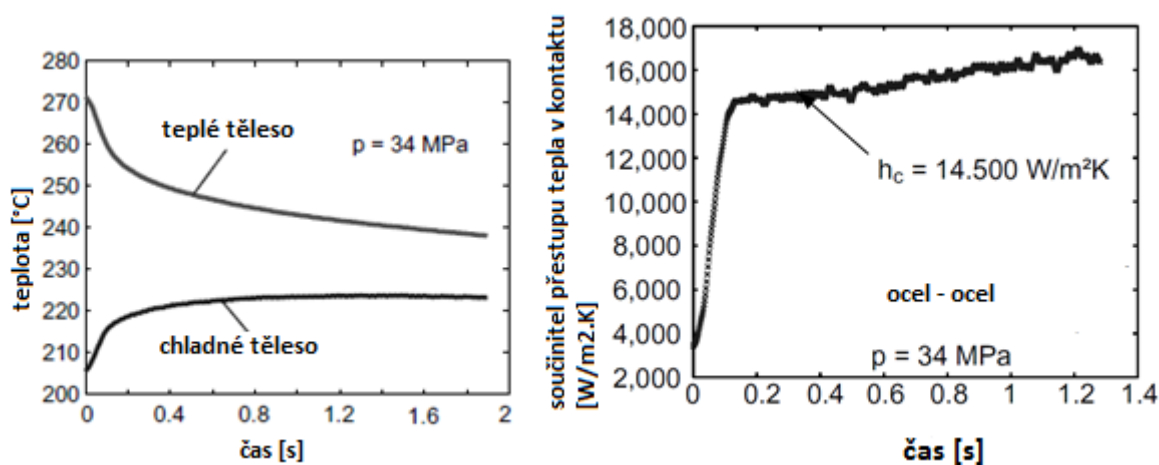 280
270
260
250
240
230
220
210
200
teplota [°C]
teplé těleso
p = 34 MPa
chladné těleso
0
0.4
0.8
1.2
1.6
2
čas [s]
18,000
16,000
14,000
12,000
10,000
8,000
6,000
4,000
2,000
součinitel přestupu tepla v kontaktu
[W/m2.K]
hc = 14.500 W/m²K
ocel - ocel
p = 34 MPa
0
0.2
0.4
0.6
0.8
1
1.2
1.4
čas [s]